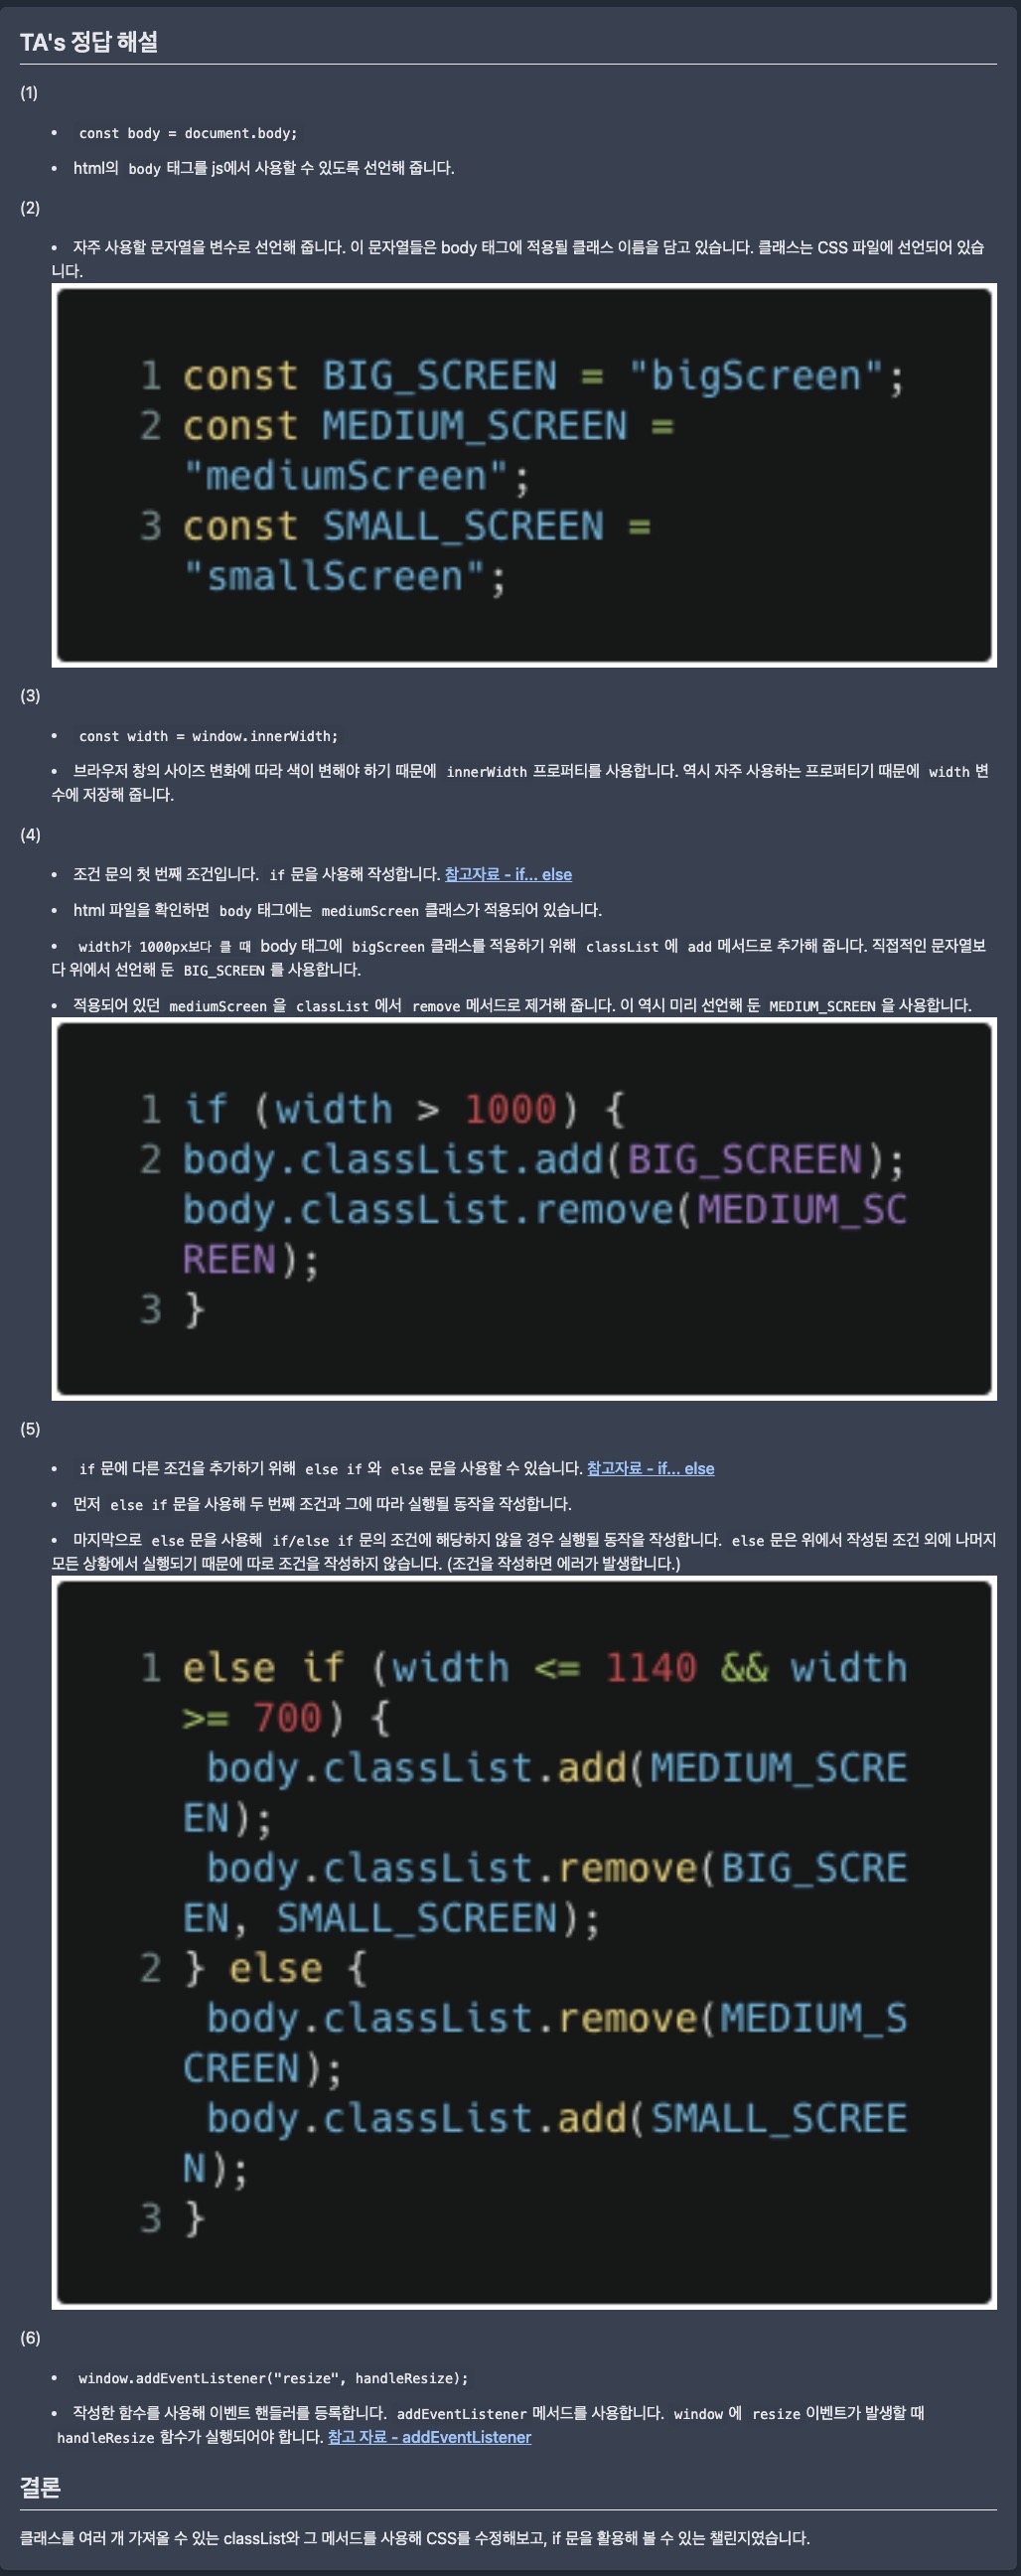 TA's 정답 해설
(1)
• const body = document.body;
• html의 body 태그를 js에서 사용할 수 있도록 선언해 줍니다.
(2)
• 자주 사용할 문자열을 변수로 선언해 줍니다. 이 문자열들은 body 태그에 적용될 클래스 이름을 담고 있습니다. 클래스는 CSS 파일에 선언되어 있습
니다.
1 const BIG_SCREEN = "bigScreen";
2 const MEDIUM_SCREEN =
"mediumScreen";
3 const SMALL_SCREEN =
"smallScreen";
(3)
• const width = window.innerWidth;
• 브라우저 창의 사이즈 변화에 따라 색이 변해야 하기 때문에 innerWidth 프로퍼티를 사용합니다. 역시 자주 사용하는 프로퍼티기 때문에 width 변
수에 저장해 줍니다.
(4)
• 조건 문의 첫 번째 조건입니다. if 문을 사용해 작성합니다. 참고자료 - if... else
• html 파일을 확인하면 body 태그에는 mediumScreen 클래스가 적용되어 있습니다.
• width가 1000px보다 클 때 body 태그에 bigScreen 클래스를 적용하기 위해 classList 에 add 메서드로 추가해 줍니다. 직접적인 문자열보
다 위에서 선언해 둔 BIG_SCREEN 를 사용합니다.
• 적용되어 있던 mediumScreen 을 classList 에서 remove 메서드로 제거해 줍니다. 이 역시 미리 선언해 둔 MEDIUM_SCREEN 을 사용합니다.
1 if (width > 1000) {
2 body.classList.add(BIG_SCREEN);
body.classList.remove(MEDIUM_SC
REEN);
3 }
(5)
• if 문에 다른 조건을 추가하기 위해 else if 와 else 문을 사용할 수 있습니다. 참고자료 - if... else
• 먼저 else if 문을 사용해 두 번째 조건과 그에 따라 실행될 동작을 작성합니다.
• 마지막으로 else 문을 사용해 if/else if 문의 조건에 해당하지 않을 경우 실행될 동작을 작성합니다. else 문은 위에서 작성된 조건 외에 나머지
모든 상황에서 실행되기 때문에 따로 조건을 작성하지 않습니다. (조건을 작성하면 에러가 발생합니다.)
1 else if (width <= 1140 && width
>= 700) {
body.classList.add(MEDIUM_SCRE
EN);
body.classList.remove(BIG_SCRE
EN, SMALL_SCREEN);
2 } else {
body.classList.remove(MEDIUM_S
CREEN);
body.classList.add(SMALL_SCREE
N);
3 }
(6)
• window.addEventListener("resize", handleResize);
• 작성한 함수를 사용해 이벤트 핸들러를 등록합니다. addEventListener 메서드를 사용합니다. window 에 resize 이벤트가 발생할 때
handleResize 함수가 실행되어야 합니다. 참고 자료 - addEventListener
결론
클래스를 여러 개 가져올 수 있는 classList와 그 메서드를 사용해 CSS를 수정해보고, if 문을 활용해 볼 수 있는 챌린지였습니다.